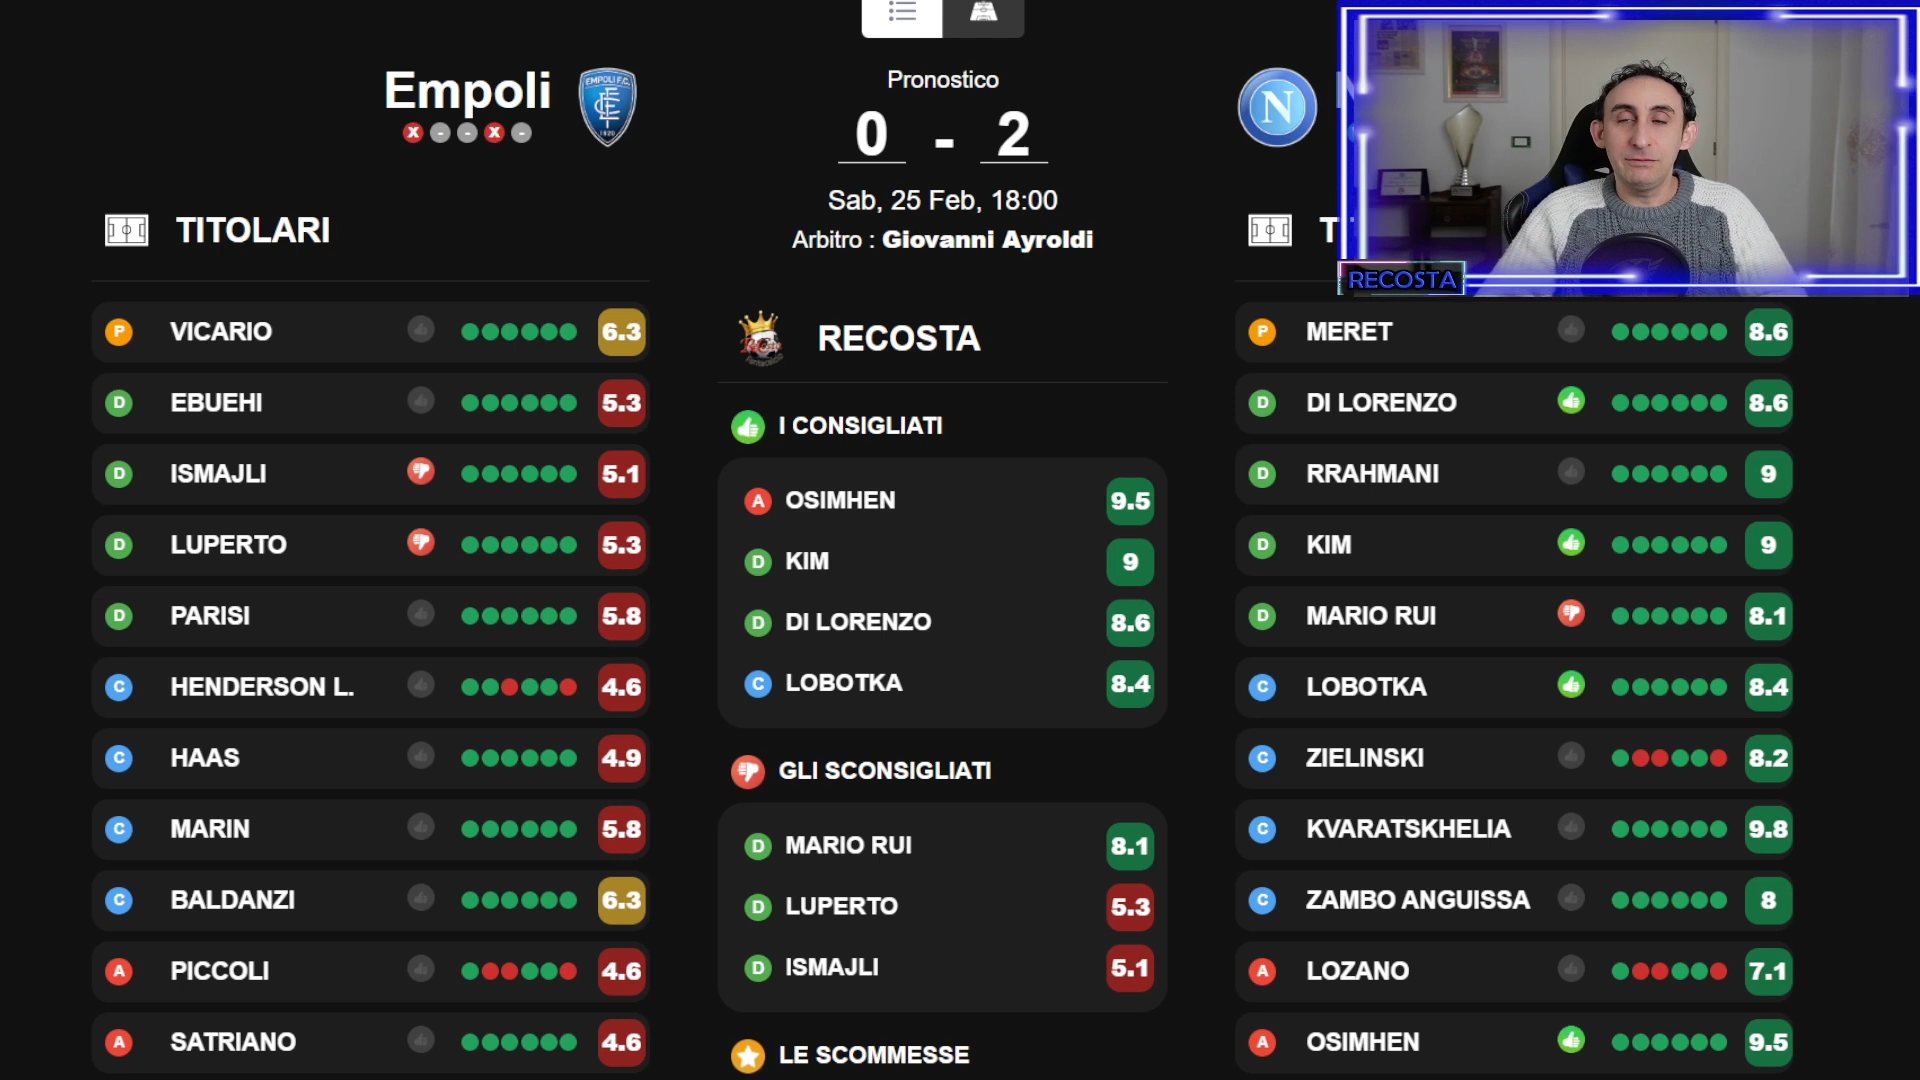 Empoli
EMPOLI F.C.
1920
Pronostico
0 - 2
Sab, 25 Feb, 18:00
Arbitro : Giovanni Ayroldi
N
RECOSTA
TITOLARI
P VICARIO 6.3
D EBUEHI 5.3
D ISMAJLI 5.1
D LUPERTO 5.3
D PARISI 5.8
C HENDERSON L. 4.6
C HAAS 4.9
C MARIN 5.8
C BALDANZI 6.3
A PICCOLI 4.6
A SATRIANO 4.6
RECOSTA
I CONSIGLIATI
A OSIMHEN 9.5
D KIM 9
D DI LORENZO 8.6
C LOBOTKA 8.4
GLI SCONSIGLIATI
D MARIO RUI 8.1
D LUPERTO 5.3
D ISMAJLI 5.1
LE SCOMMESSE
P MERET 8.6
D DI LORENZO 8.6
D RRAHMANI 9
D KIM 9
D MARIO RUI 8.1
C LOBOTKA 8.4
C ZIELINSKI 8.2
C KVARATSKHELIA 9.8
C ZAMBO ANGUISSA 8
A LOZANO 7.1
A OSIMHEN 9.5